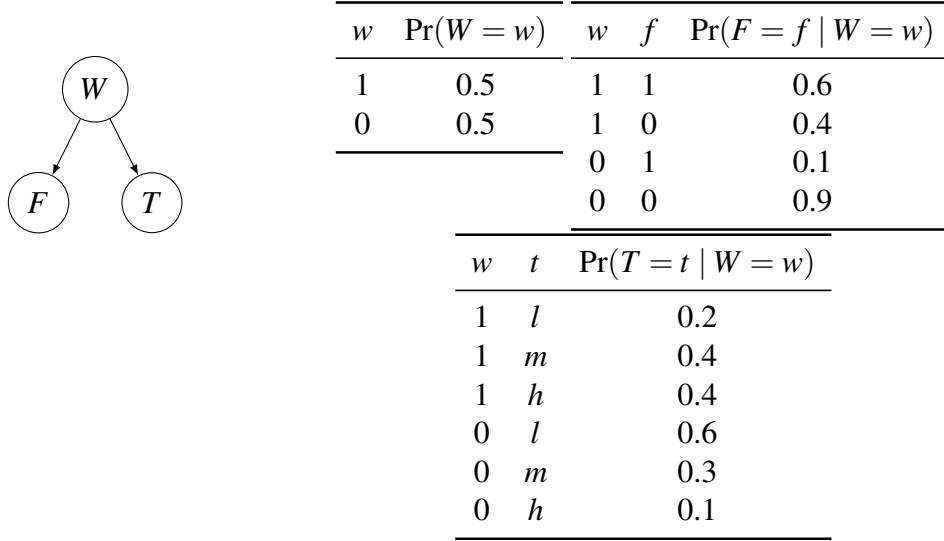 W
F T
w Pr(W = w)
1 0.5
0 0.5
w f Pr(F = f | W = w)
1 1 0.6
1 0 0.4
0 1 0.1
0 0 0.9
w t Pr(T = t | W = w)
1 l 0.2
1 m 0.4
1 h 0.4
0 l 0.6
0 m 0.3
0 h 0.1